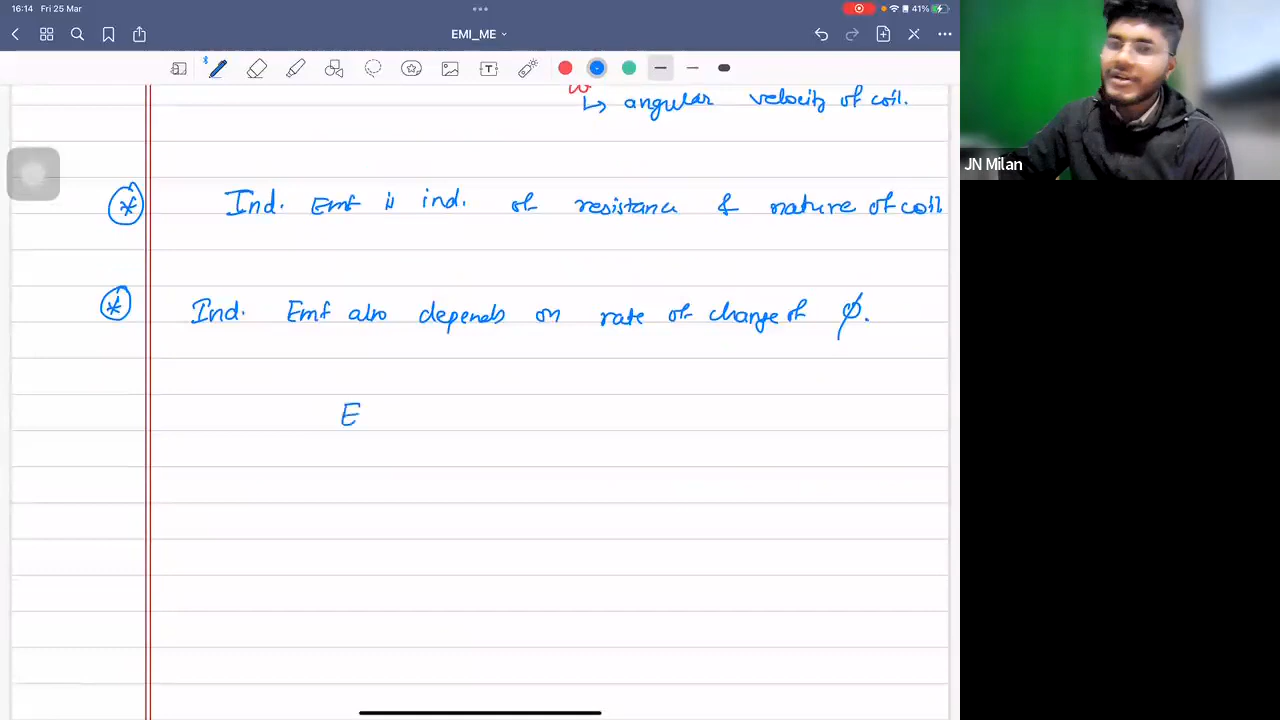 16:14 Fri 25 Mar
41%
EMI_ME
JN Milan
ω
↳ angular velocity of coil.
* Ind. Emf is ind. of resistance & nature of coil
* Ind. Emf also depends on rate of change of φ.
E